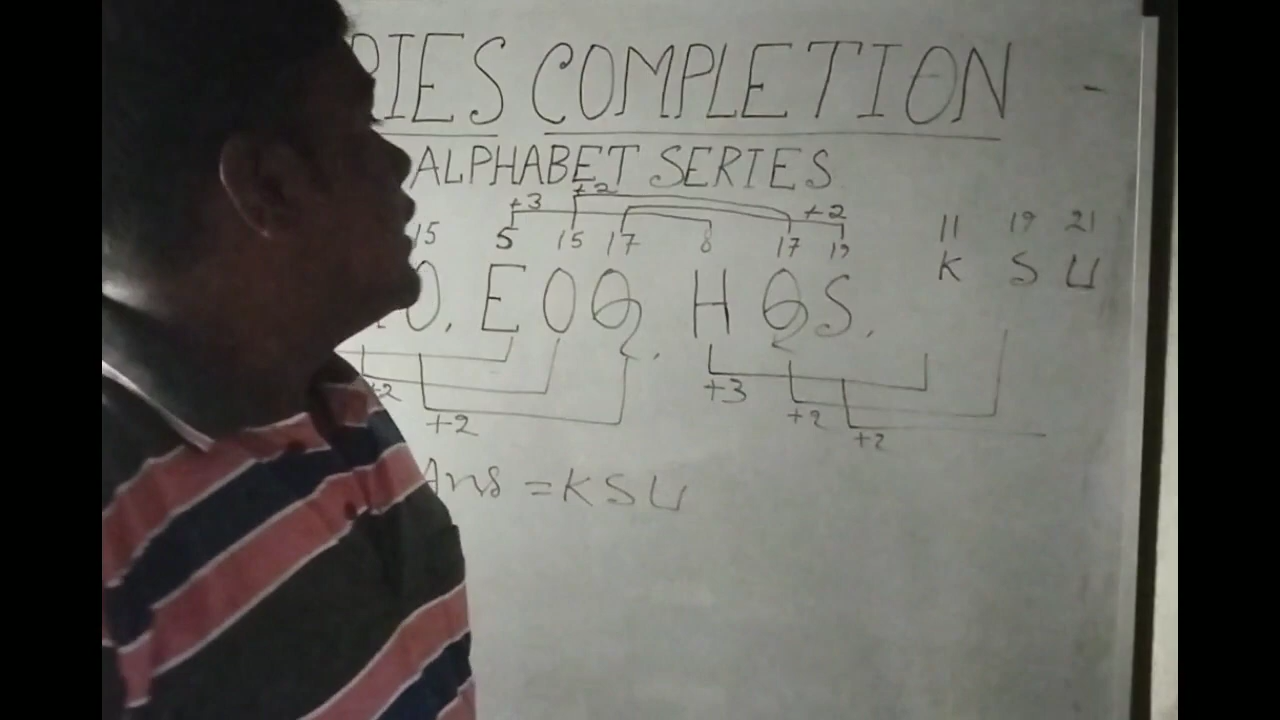 RIES COMPLETION -
ALPHABET SERIES
+3 +2 +2
15 5 15 17 8 17 19 11 19 21
O. E O Q. H Q S. K S U
+2 +2 +3 +2 +2
Ans = K S U